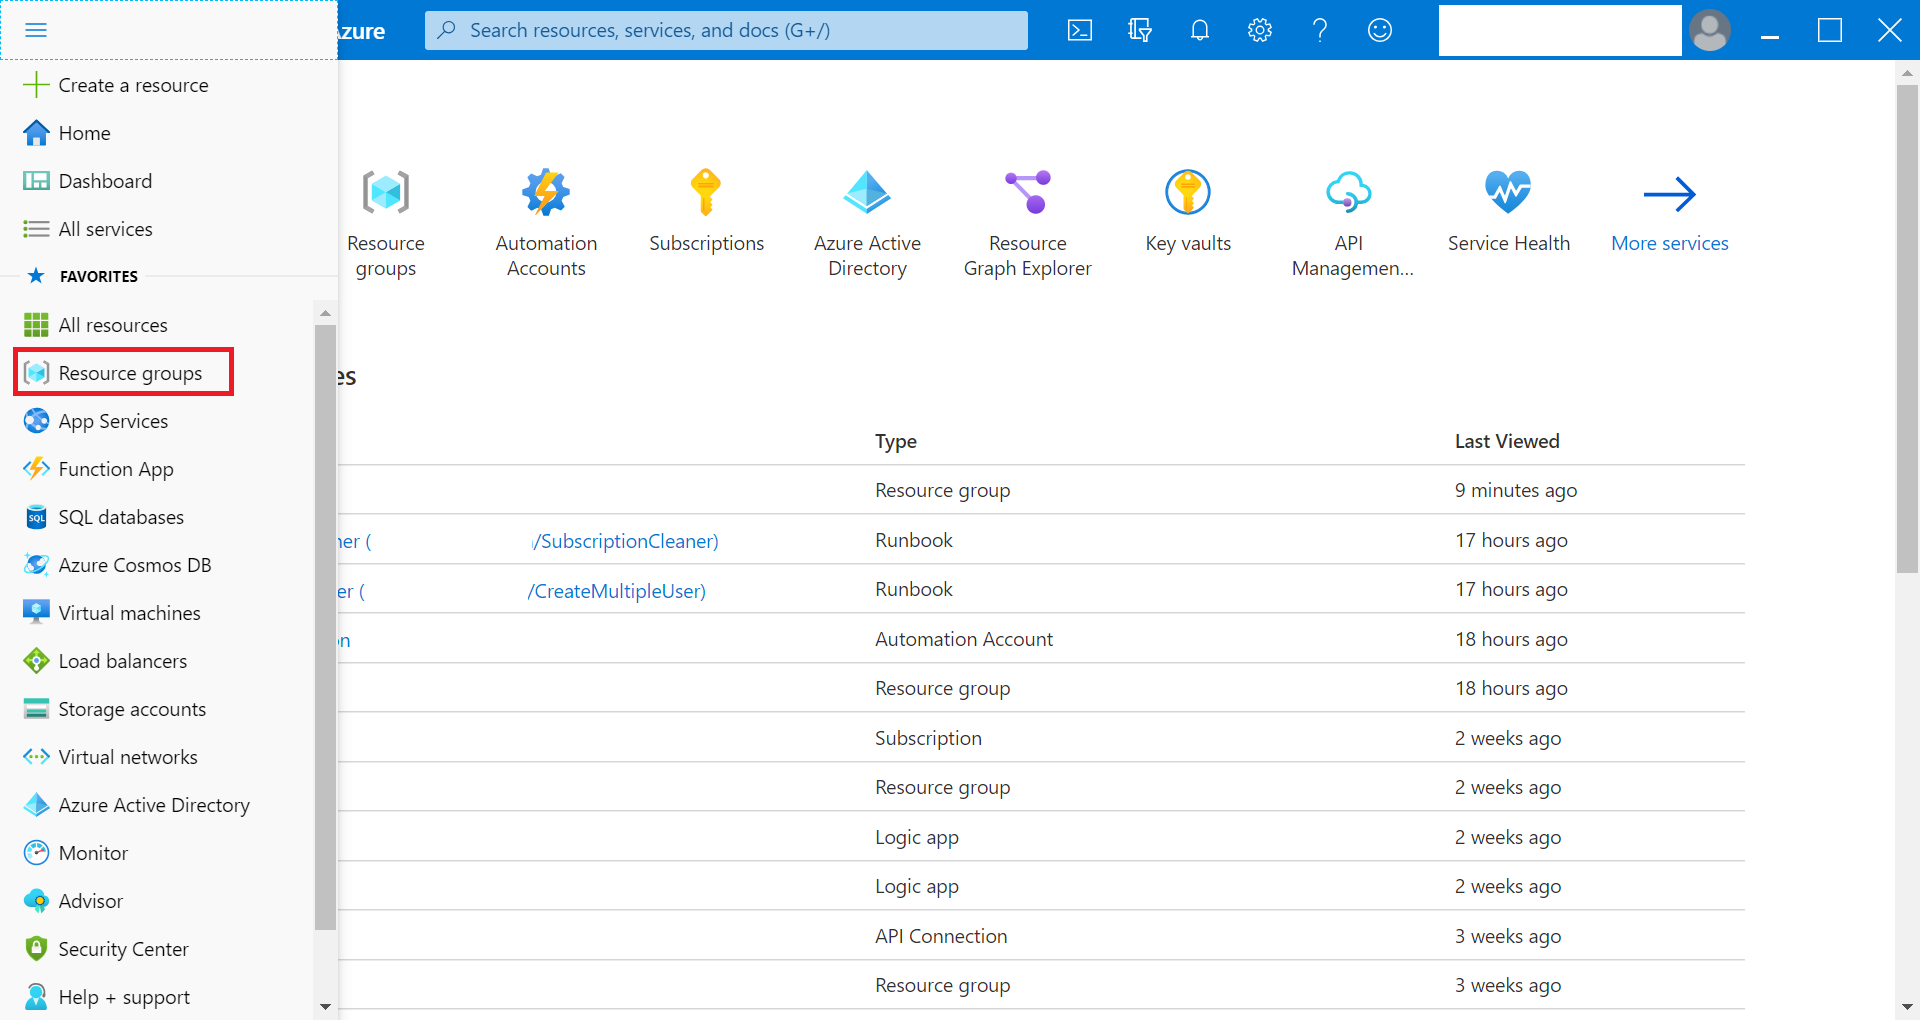 Azure
Search resources, services, and docs (G+/)
Create a resource
Home
Dashboard
All services
FAVORITES
All resources
Resource groups
App Services
Function App
SQL databases
Azure Cosmos DB
Virtual machines
Load balancers
Storage accounts
Virtual networks
Azure Active Directory
Monitor
Advisor
Security Center
Help + support
Resource
groups
Automation
Accounts
Subscriptions
Azure Active
Directory
Resource
Graph Explorer
Key vaults
API
Managemen...
Service Health
More services
es
Type Last Viewed
Resource group 9 minutes ago
ner ( /SubscriptionCleaner) Runbook 17 hours ago
er ( /CreateMultipleUser) Runbook 17 hours ago
on Automation Account 18 hours ago
Resource group 18 hours ago
Subscription 2 weeks ago
Resource group 2 weeks ago
Logic app 2 weeks ago
Logic app 2 weeks ago
API Connection 3 weeks ago
Resource group 3 weeks ago